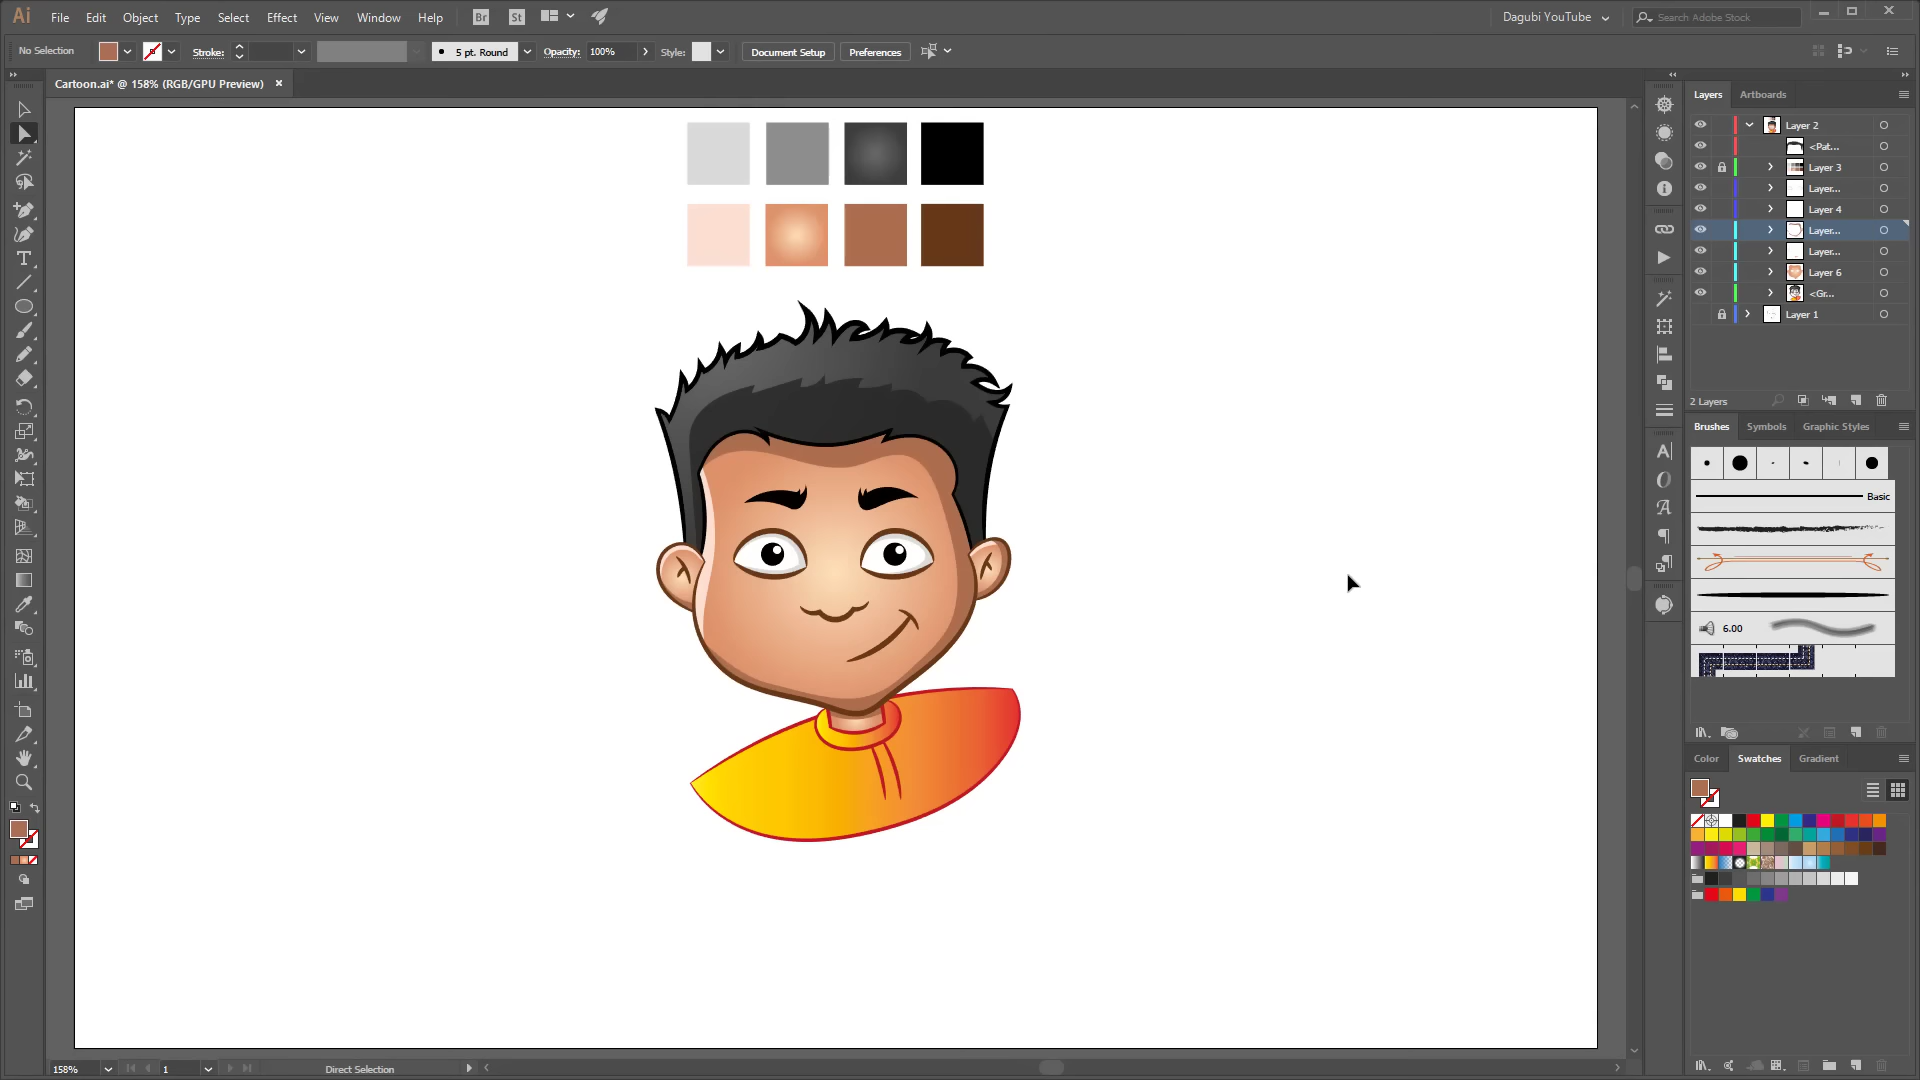 Ai File Edit Object Type Select Effect View Window Help Br St Dagubi YouTube Search Adobe Stock
No Selection Stroke: 5 pt. Round Opacity: 100% Style: Document Setup Preferences
Cartoon.ai* @ 158% (RGB/GPU Preview)
Layers Artboards
Layer 2
<Pat...
Layer 3
Layer...
Layer 4
Layer...
Layer...
Layer 6
<Gr...
Layer 1
2 Layers
Brushes Symbols Graphic Styles
Basic
6.00
Color Swatches Gradient
158% 1 Direct Selection